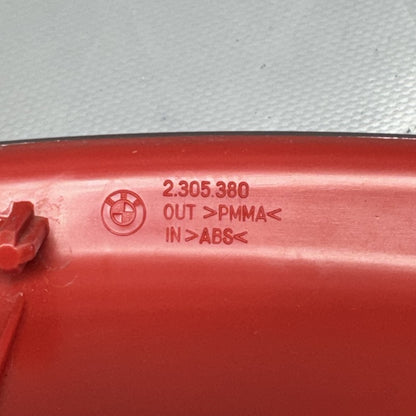 2.305.380
OUT >PMMA<
IN >ABS<